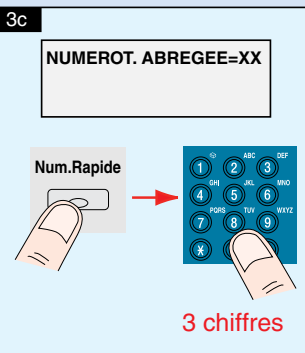 3c
NUMEROT. ABREGEE=XX
Num.Rapide
ABC DEF
1 2 3
GHI JKL MNO
4 5 6
PQRS TUV WXYZ
7 8 9
3 chiffres